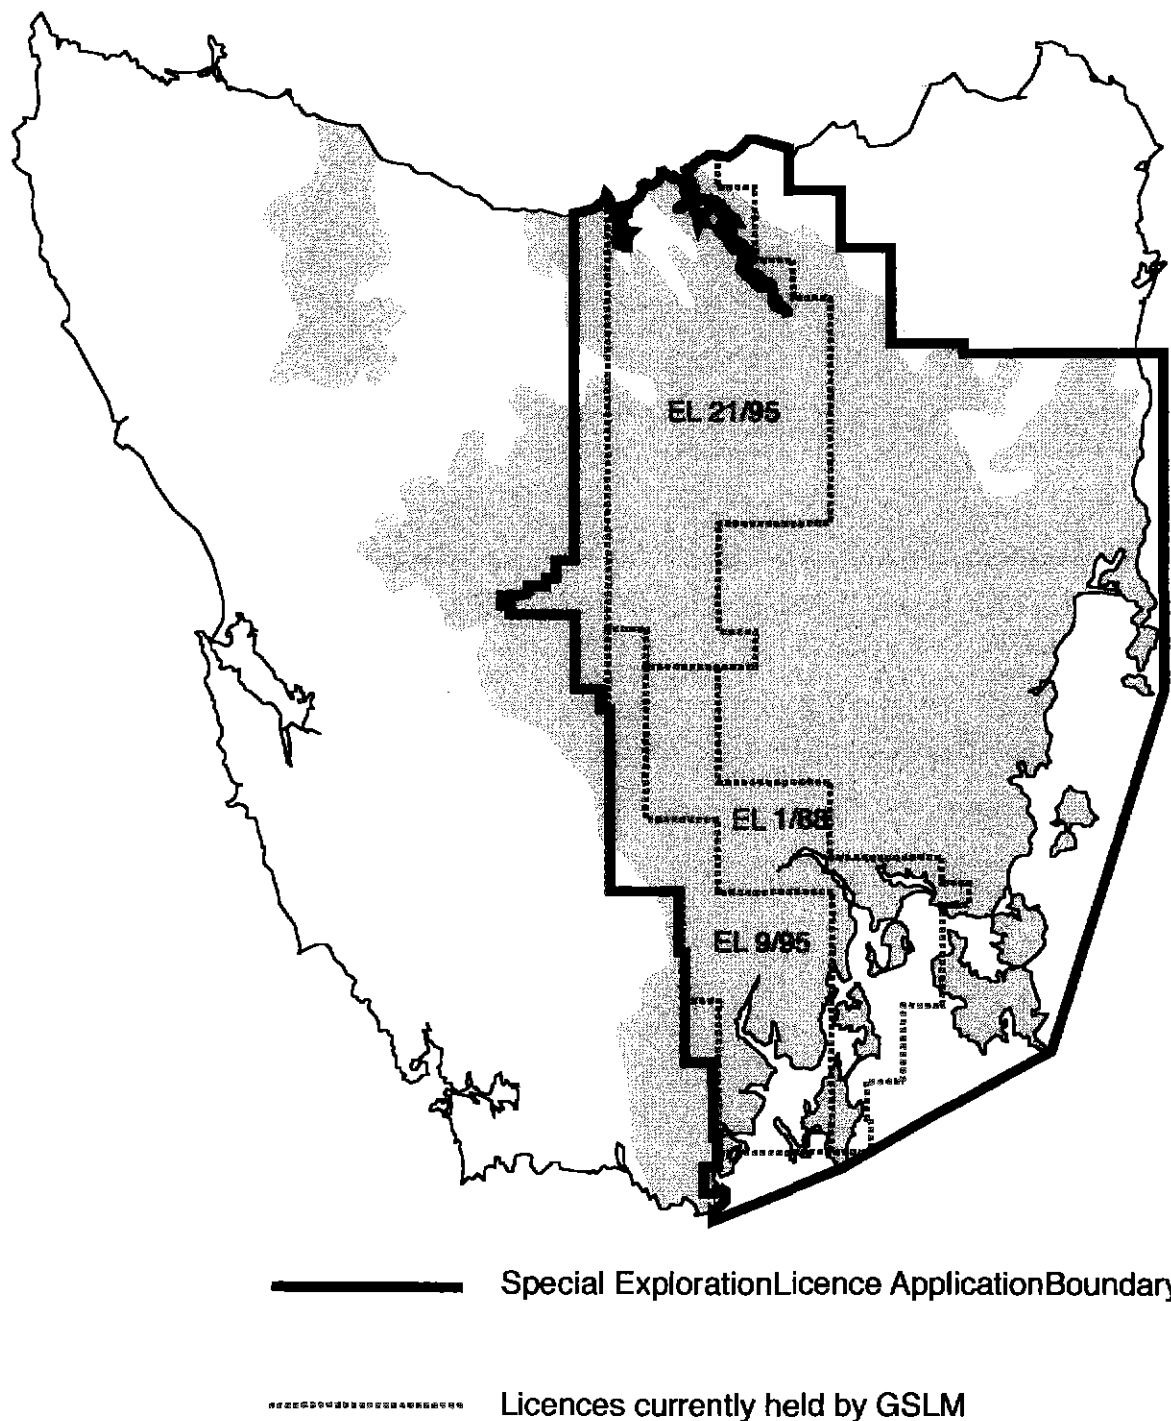 EL 21/95
EL 1/88
EL 9/95
Special ExplorationLicence ApplicationBoundary
Licences currently held by GSLM